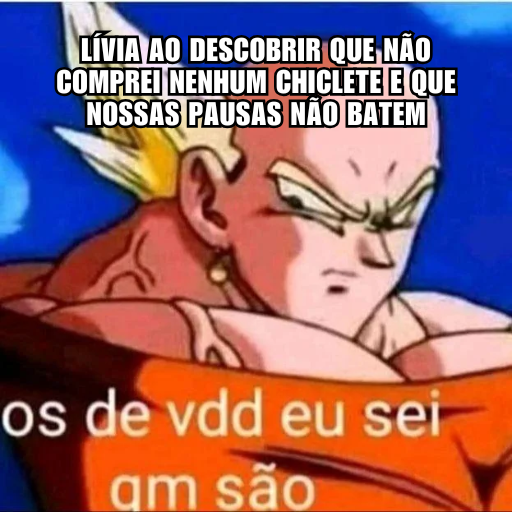 LÍVIA AO DESCOBRIR QUE NÃO
COMPREI NENHUM CHICLETE E QUE
NOSSAS PAUSAS NÃO BATEM
os de vdd eu sei
qm são